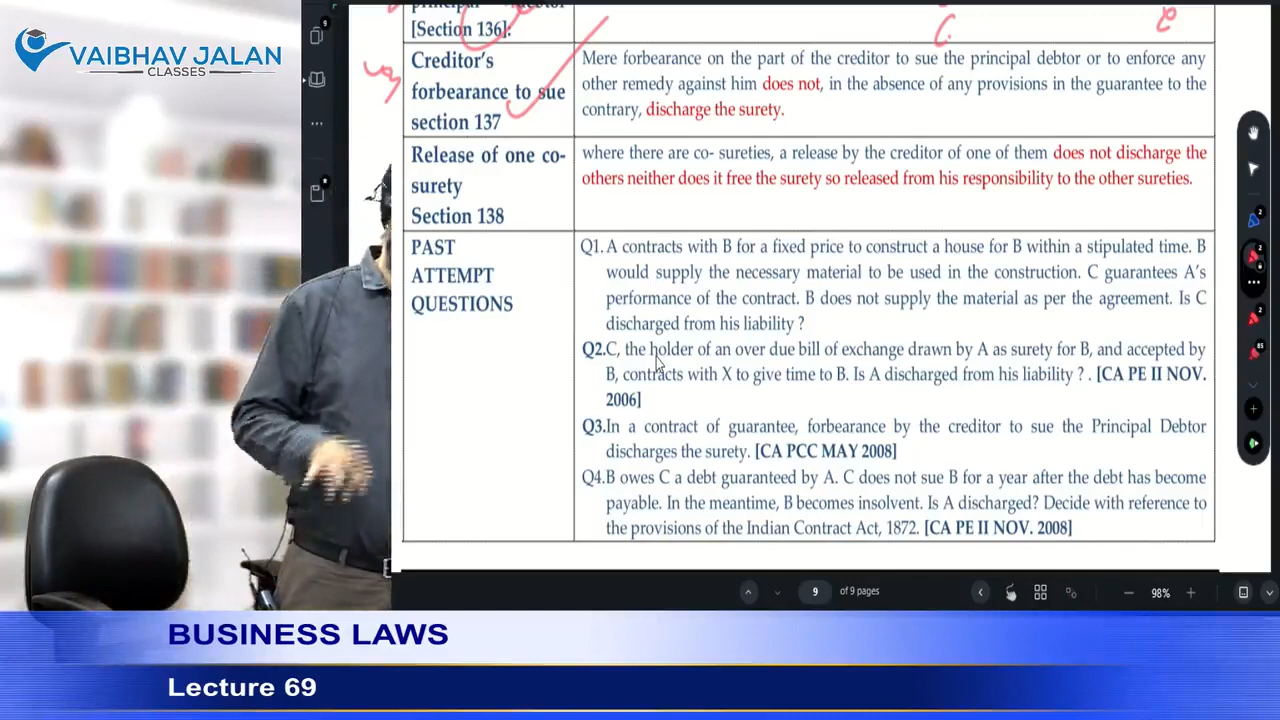 VAIBHAV JALAN
CLASSES
[Section 136]:
Creditor's
forbearance to sue
section 137
Mere forbearance on the part of the creditor to sue the principal debtor or to enforce any
other remedy against him does not, in the absence of any provisions in the guarantee to the
contrary, discharge the surety.
Release of one co-
surety
Section 138
where there are co- sureties, a release by the creditor of one of them does not discharge the
others neither does it free the surety so released from his responsibility to the other sureties.
PAST
ATTEMPT
QUESTIONS
Q1. A contracts with B for a fixed price to construct a house for B within a stipulated time. B
would supply the necessary material to be used in the construction. C guarantees A's
performance of the contract. B does not supply the material as per the agreement. Is C
discharged from his liability ?
Q2.C, the holder of an over due bill of exchange drawn by A as surety for B, and accepted by
B, contracts with X to give time to B. Is A discharged from his liability ? . [CA PE II NOV.
2006]
Q3.In a contract of guarantee, forbearance by the creditor to sue the Principal Debtor
discharges the surety. [CA PCC MAY 2008]
Q4.B owes C a debt guaranteed by A. C does not sue B for a year after the debt has become
payable. In the meantime, B becomes insolvent. Is A discharged? Decide with reference to
the provisions of the Indian Contract Act, 1872. [CA PE II NOV. 2008]
9 of 9 pages
98%
BUSINESS LAWS
Lecture 69